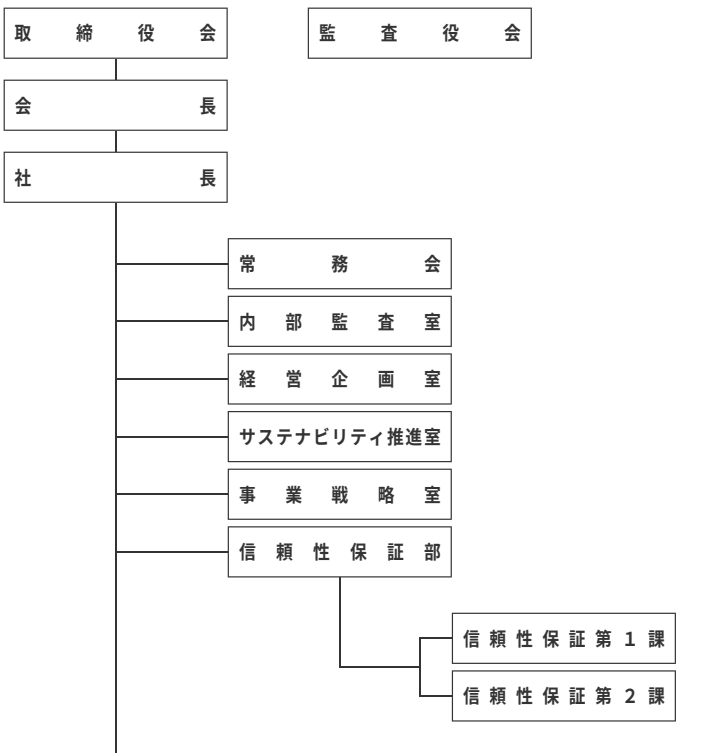 取締役会
監査役会
会長
社長
常務会
内部監査室
経営企画室
サステナビリティ推進室
事業戦略室
信頼性保証部
信頼性保証第1課
信頼性保証第2課